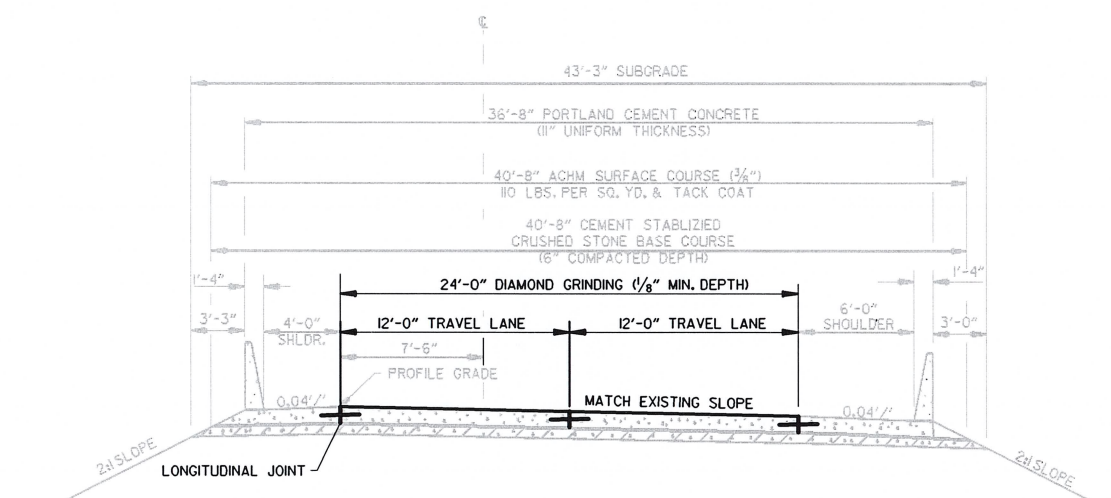 ℄
43'-3" SUBGRADE
36'-8" PORTLAND CEMENT CONCRETE
(11" UNIFORM THICKNESS)
40'-8" ACHM SURFACE COURSE (3/8")
110 LBS. PER SQ. YD. & TACK COAT
40'-8" CEMENT STABLIZIED
CRUSHED STONE BASE COURSE
(6" COMPACTED DEPTH)
1'-4"
1'-4"
24'-0" DIAMOND GRINDING (1/8" MIN. DEPTH)
3'-3"
4'-0"
SHLDR.
12'-0" TRAVEL LANE
12'-0" TRAVEL LANE
6'-0"
SHOULDER
3'-0"
7'-6"
PROFILE GRADE
0.04'/'
MATCH EXISTING SLOPE
0.04'/'
2:1 SLOPE
LONGITUDINAL JOINT
2:1 SLOPE